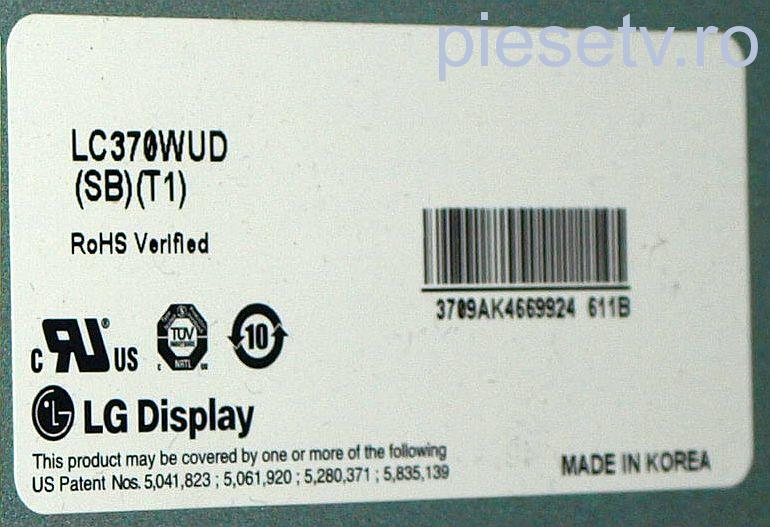 piesetv.ro
LC370WUD
(SB)(T1)
RoHS Verified
3709AK4669924 611B
c RU ® US
TUV
NRTL
10
LG Display
This product may be covered by one or more of the following
US Patent Nos. 5,041,823 ; 5,061,920 ; 5,280,371 ; 5,835,139
MADE IN KOREA